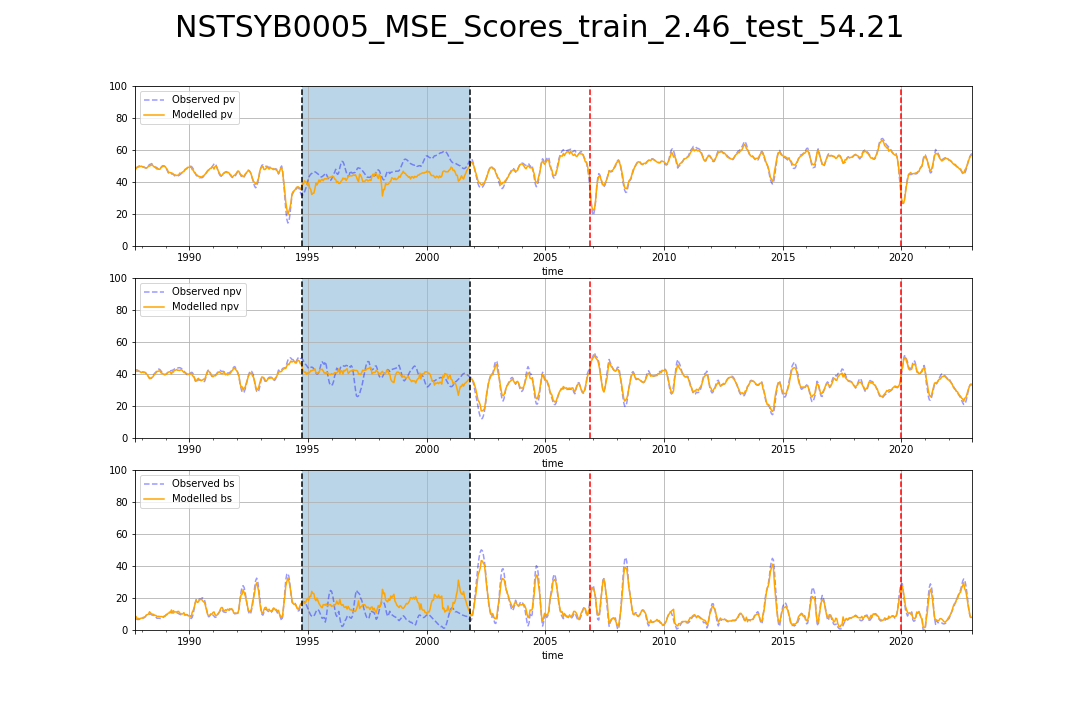 NSTSYB0005_MSE_Scores_train_2.46_test_54.21
100
80
60
40
20
0
Observed pv
Modelled pv
1990 1995 2000 2005 2010 2015 2020
time
100
80
60
40
20
0
Observed npv
Modelled npv
1990 1995 2000 2005 2010 2015 2020
time
100
80
60
40
20
0
Observed bs
Modelled bs
1990 1995 2000 2005 2010 2015 2020
time